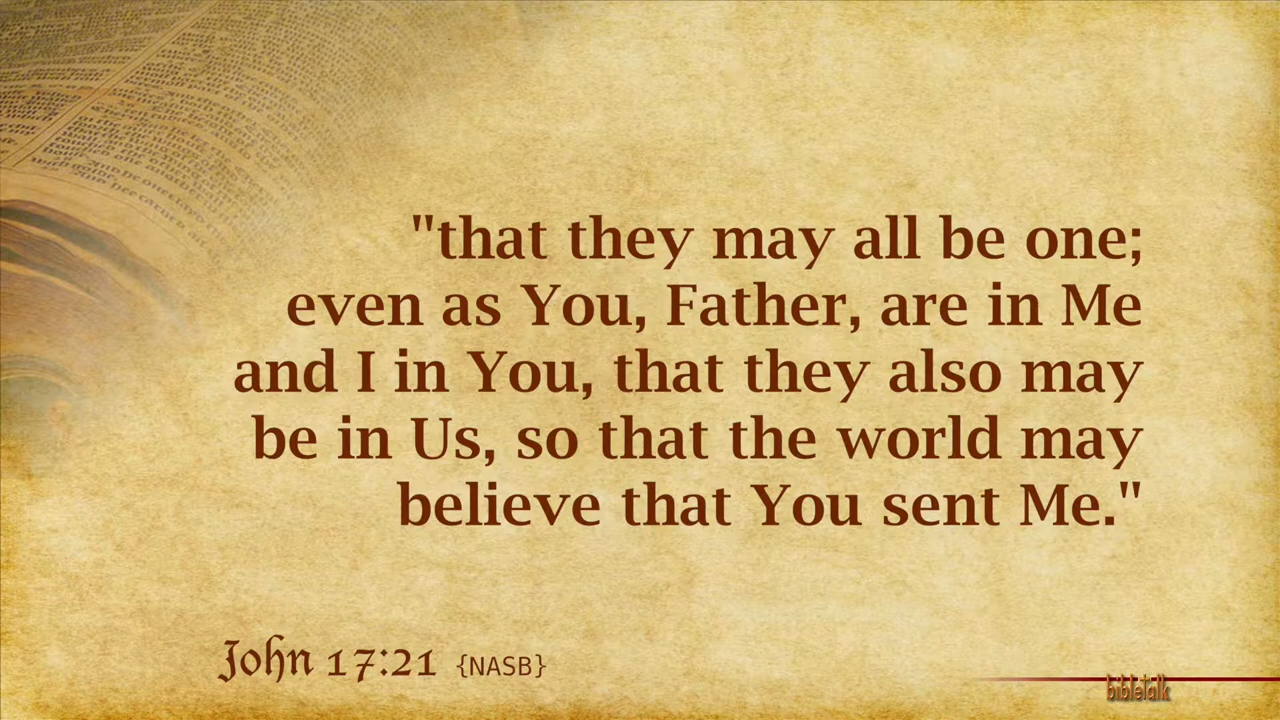 "that they may all be one;
even as You, Father, are in Me
and I in You, that they also may
be in Us, so that the world may
believe that You sent Me."
John 17:21 {NASB}
bibletalk